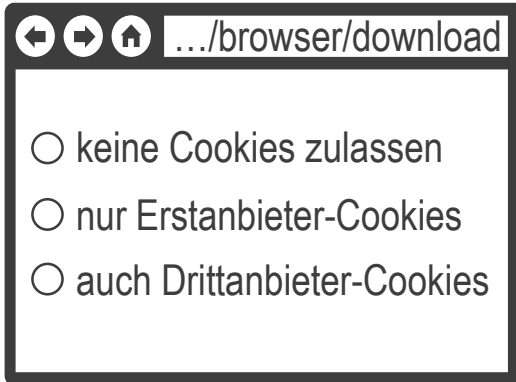 …/browser/download
keine Cookies zulassen
nur Erstanbieter-Cookies
auch Drittanbieter-Cookies